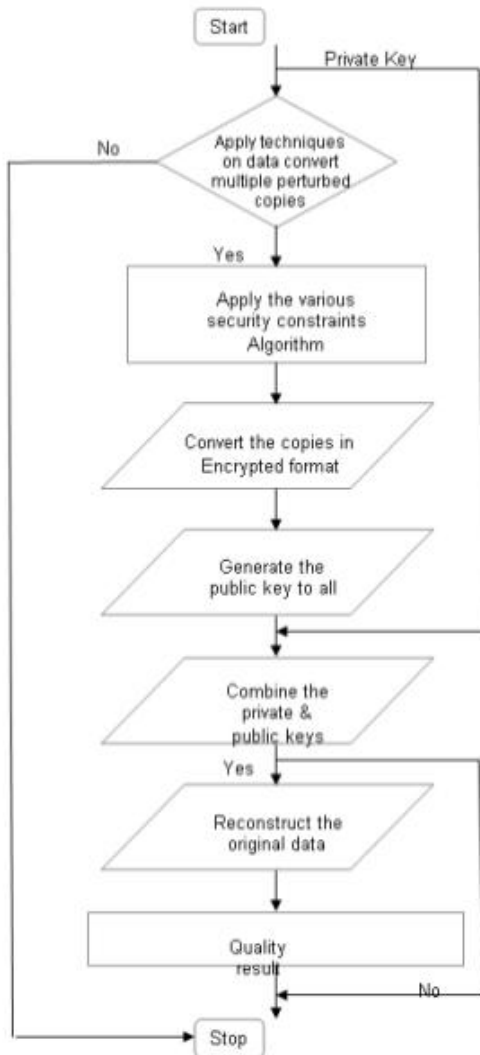 Start
Private Key
No
Apply techniques
on data convert
multiple perturbed
copies
Yes
Apply the various
security constraints
Algorithm
Convert the copies in
Encrypted format
Generate the
public key to all
Combine the
private &
public keys
Yes
Reconstruct the
original data
Quality
result
No
Stop